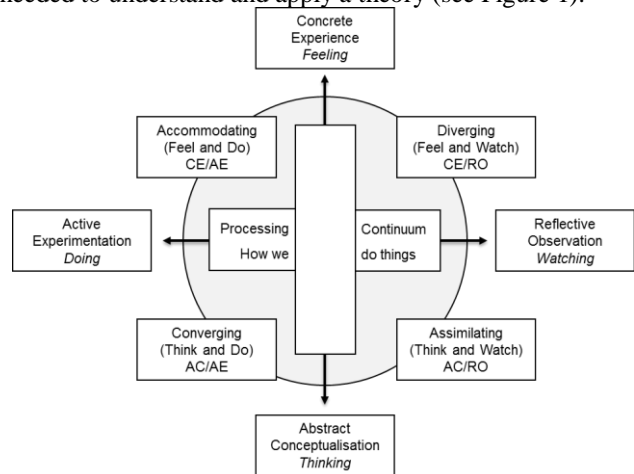 needed to understand and apply a theory (see Figure 1).
Concrete
Experience
Feeling
Accommodating
(Feel and Do)
CE/AE
Diverging
(Feel and Watch)
CE/RO
Active
Experimentation
Doing
Processing
How we
Continuum
do things
Reflective
Observation
Watching
Converging
(Think and Do)
AC/AE
Assimilating
(Think and Watch)
AC/RO
Abstract
Conceptualisation
Thinking